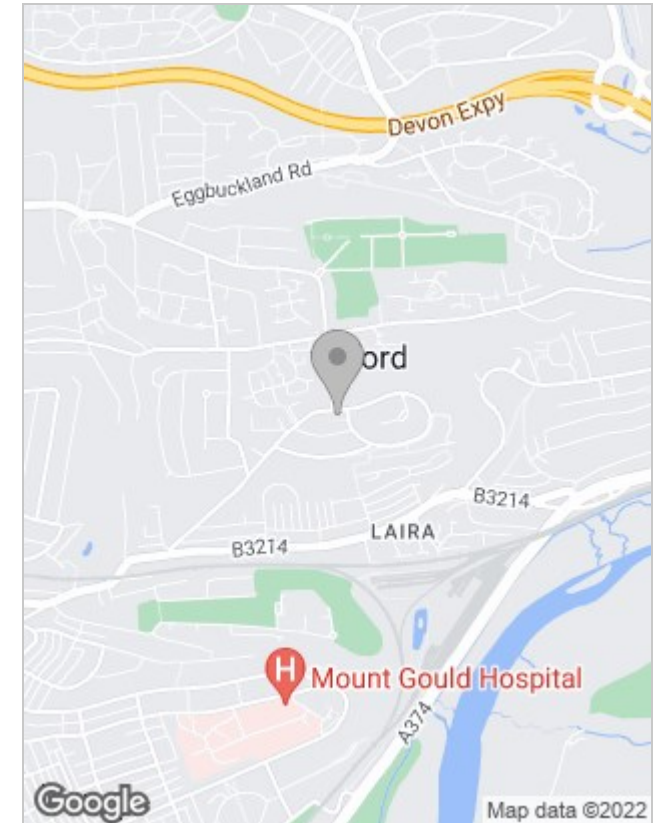 Devon Expy
Eggbuckland Rd
ord
B3214
LAIRA
B3214
H
Mount Gould Hospital
A374
Google
Map data ©2022